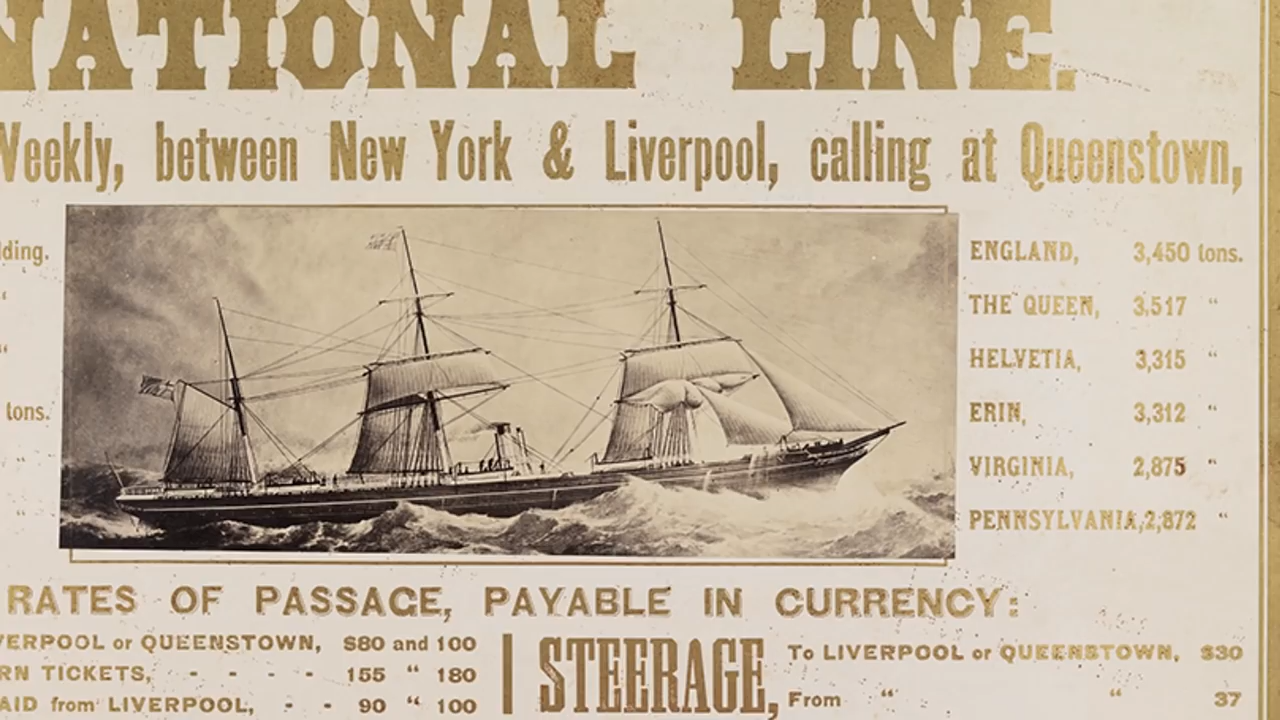 NATIONAL LINE.
Weekly, between New York & Liverpool, calling at Queenstown,
lding.
“
“
tons.
“
“
ENGLAND, 3,450 tons.
THE QUEEN, 3,517 “
HELVETIA, 3,315 “
ERIN, 3,312 “
VIRGINIA, 2,875 “
PENNSYLVANIA, 2,872 “
RATES OF PASSAGE, PAYABLE IN CURRENCY:
VERPOOL or QUEENSTOWN, $80 and 100
RN TICKETS, - - - - 155 “ 180
AID from LIVERPOOL, - - 90 “ 100
STEERAGE,
To LIVERPOOL or QUEENSTOWN, $30
From “ “ 37